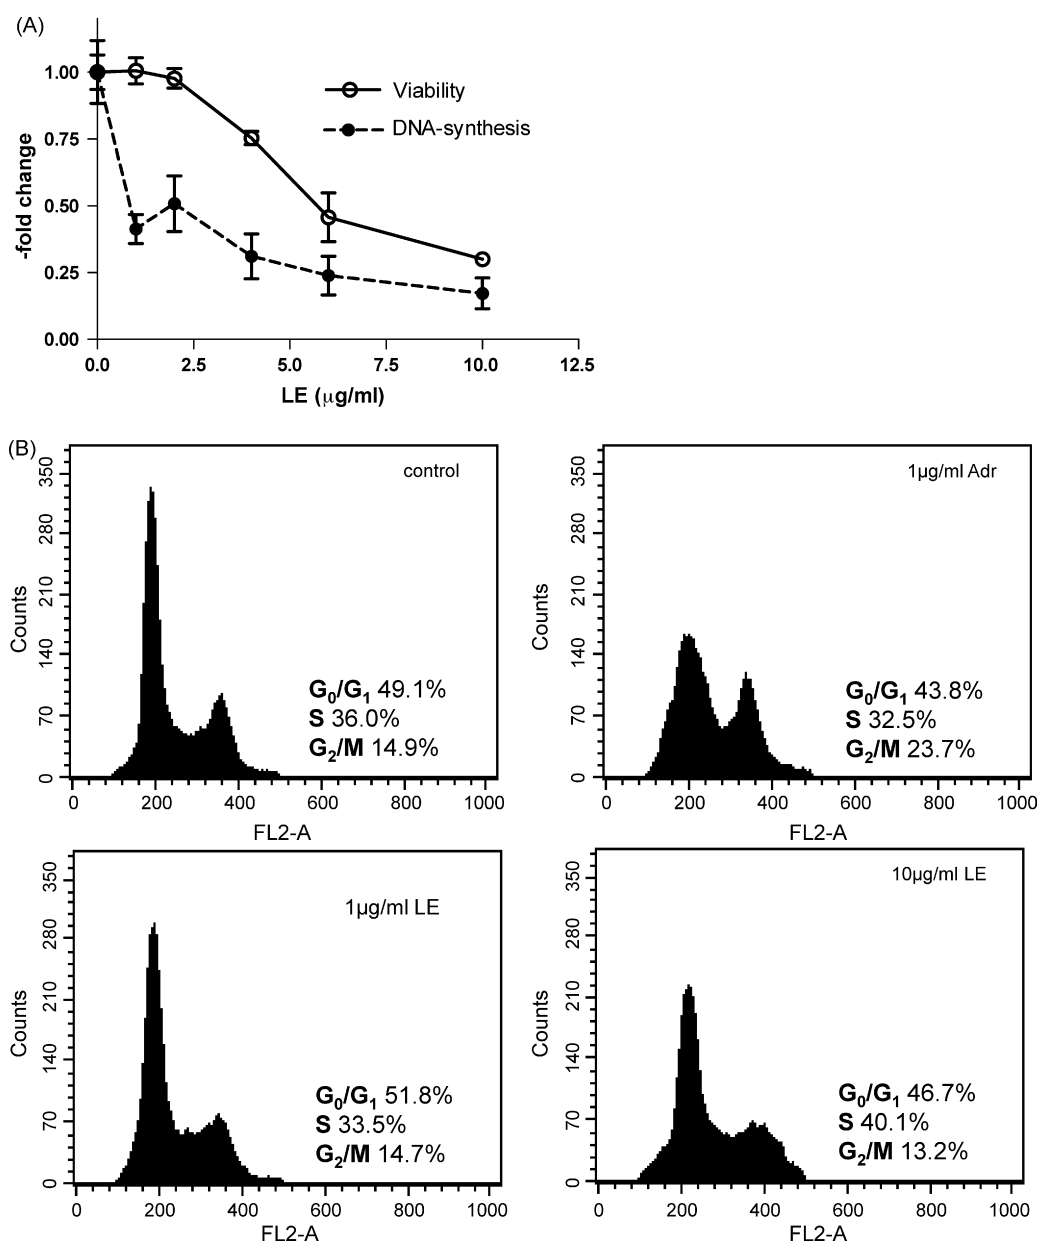 (A)
1.00
0.75
0.50
0.25
0.00
-fold change
Viability
DNA-synthesis
0.0 2.5 5.0 7.5 10.0 12.5
LE (µg/ml)
(B)
control
350
280
210
140
70
0
Counts
G₀/G₁ 49.1%
S 36.0%
G₂/M 14.9%
0 200 400 600 800 1000
FL2-A
1µg/ml Adr
350
280
210
140
70
0
Counts
G₀/G₁ 43.8%
S 32.5%
G₂/M 23.7%
0 200 400 600 800 1000
FL2-A
1µg/ml LE
350
280
210
140
70
0
Counts
G₀/G₁ 51.8%
S 33.5%
G₂/M 14.7%
0 200 400 600 800 1000
FL2-A
10µg/ml LE
350
280
210
140
70
0
Counts
G₀/G₁ 46.7%
S 40.1%
G₂/M 13.2%
0 200 400 600 800 1000
FL2-A